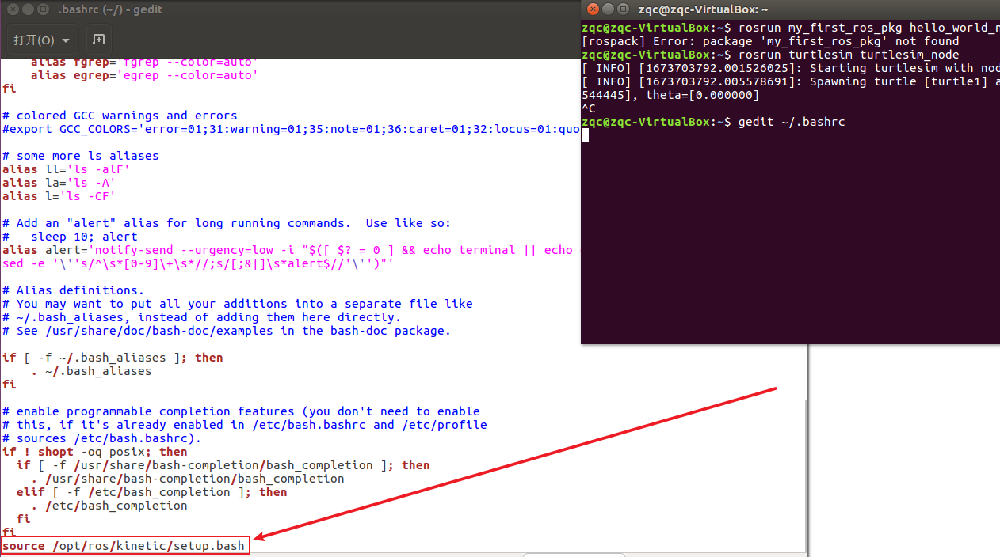 .bashrc (~/) - gedit
打开(O)
    alias fgrep='fgrep --color=auto'
    alias egrep='egrep --color=auto'
fi
# colored GCC warnings and errors
#export GCC_COLORS='error=01;31:warning=01;35:note=01;36:caret=01;32:locus=01:quo
# some more ls aliases
alias ll='ls -alF'
alias la='ls -A'
alias l='ls -CF'
# Add an "alert" alias for long running commands.  Use like so:
#   sleep 10; alert
alias alert='notify-send --urgency=low -i "$([ $? = 0 ] && echo terminal || echo
sed -e '\''s/^\s*[0-9]\+\s*//;s/[;&|]\s*alert$//'\'')"'
# Alias definitions.
# You may want to put all your additions into a separate file like
# ~/.bash_aliases, instead of adding them here directly.
# See /usr/share/doc/bash-doc/examples in the bash-doc package.
if [ -f ~/.bash_aliases ]; then
    . ~/.bash_aliases
fi
# enable programmable completion features (you don't need to enable
# this, if it's already enabled in /etc/bash.bashrc and /etc/profile
# sources /etc/bash.bashrc).
if ! shopt -oq posix; then
  if [ -f /usr/share/bash-completion/bash_completion ]; then
    . /usr/share/bash-completion/bash_completion
  elif [ -f /etc/bash_completion ]; then
    . /etc/bash_completion
  fi
fi
source /opt/ros/kinetic/setup.bash
zqc@zqc-VirtualBox: ~
zqc@zqc-VirtualBox:~$ rosrun my_first_ros_pkg hello_world_n
[rospack] Error: package 'my_first_ros_pkg' not found
zqc@zqc-VirtualBox:~$ rosrun turtlesim turtlesim_node
[ INFO] [1673703792.001526025]: Starting turtlesim with nod
[ INFO] [1673703792.005578691]: Spawning turtle [turtle1] a
544445], theta=[0.000000]
^C
zqc@zqc-VirtualBox:~$ gedit ~/.bashrc